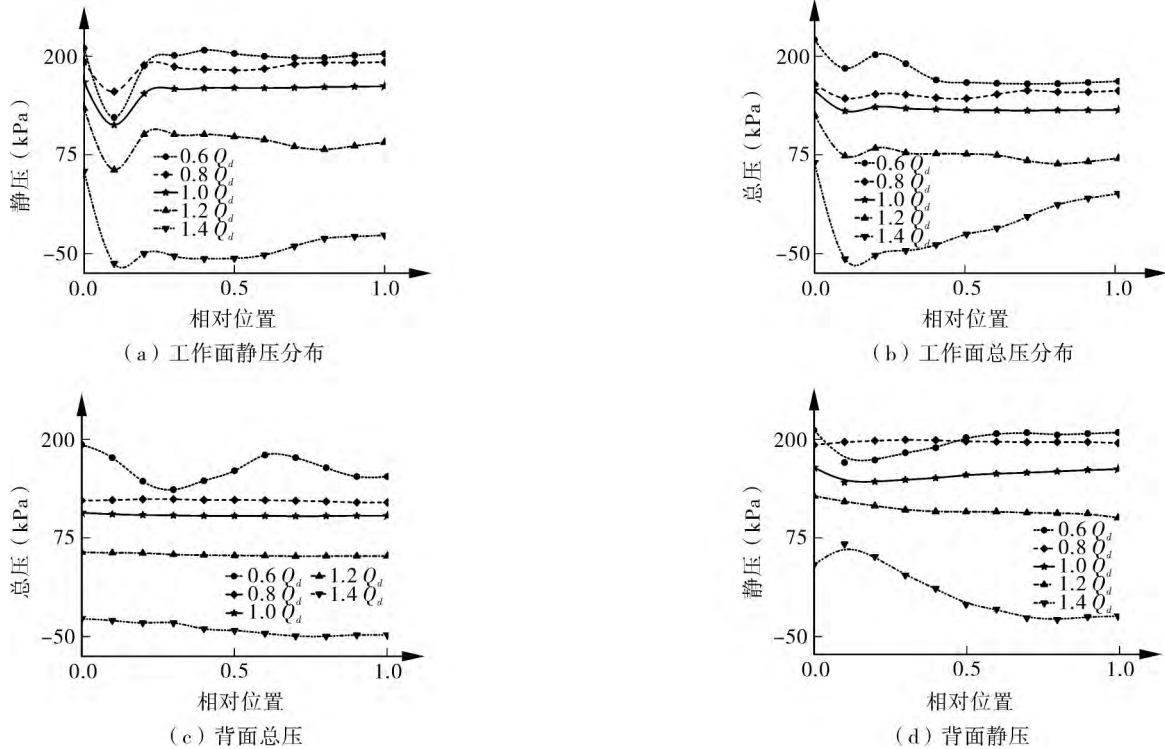 200
75
-50
静压（kPa）
0.6 Qd
0.8 Qd
1.0 Qd
1.2 Qd
1.4 Qd
0.0 0.5 1.0
相对位置
（a）工作面静压分布
200
75
-50
总压（kPa）
0.6 Qd
0.8 Qd
1.0 Qd
1.2 Qd
1.4 Qd
0.0 0.5 1.0
相对位置
（b）工作面总压分布
200
75
-50
总压（kPa）
0.6 Qd 1.2 Qd
0.8 Qd 1.4 Qd
1.0 Qd
0.0 0.5 1.0
相对位置
（c）背面总压
200
75
-50
静压（kPa）
0.6 Qd
0.8 Qd
1.0 Qd
1.2 Qd
1.4 Qd
0.0 0.5 1.0
相对位置
（d）背面静压